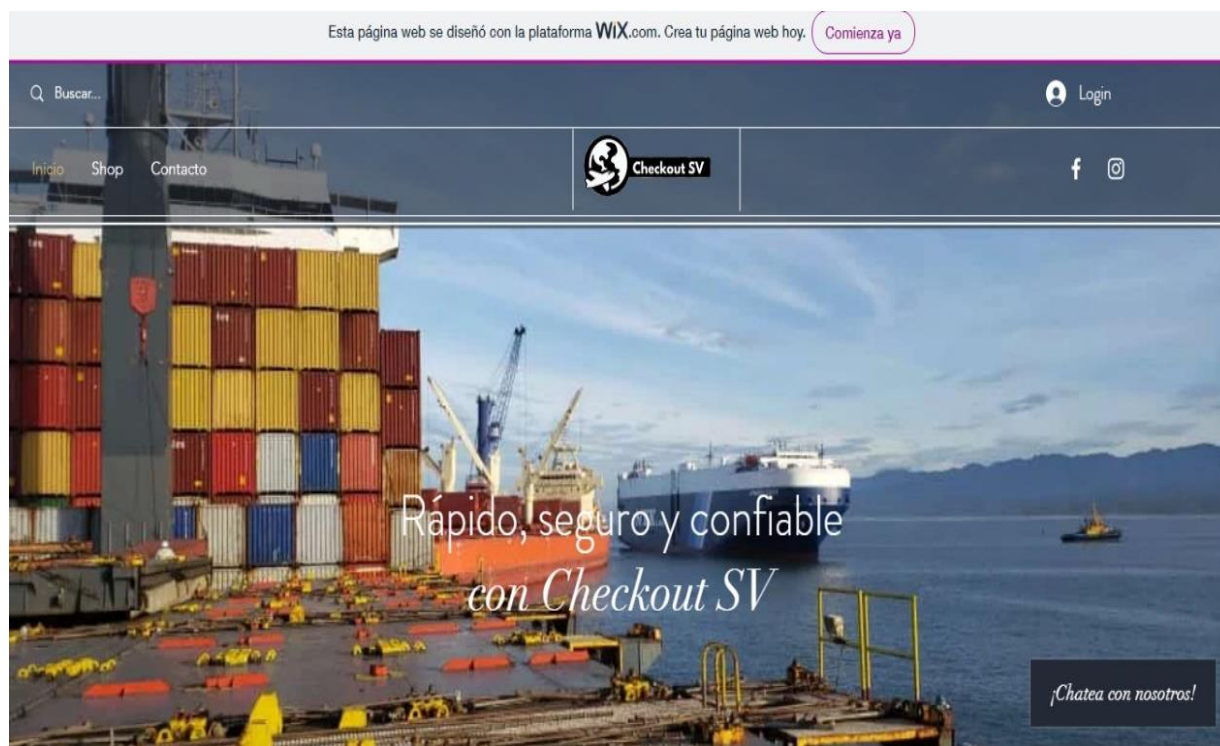 Esta página web se diseñó con la plataforma WiX.com. Crea tu página web hoy. Comienza ya
Buscar...
Login
Inicio Shop Contacto
Checkout SV
Rápido, seguro y confiable
con Checkout SV
¡Chatea con nosotros!